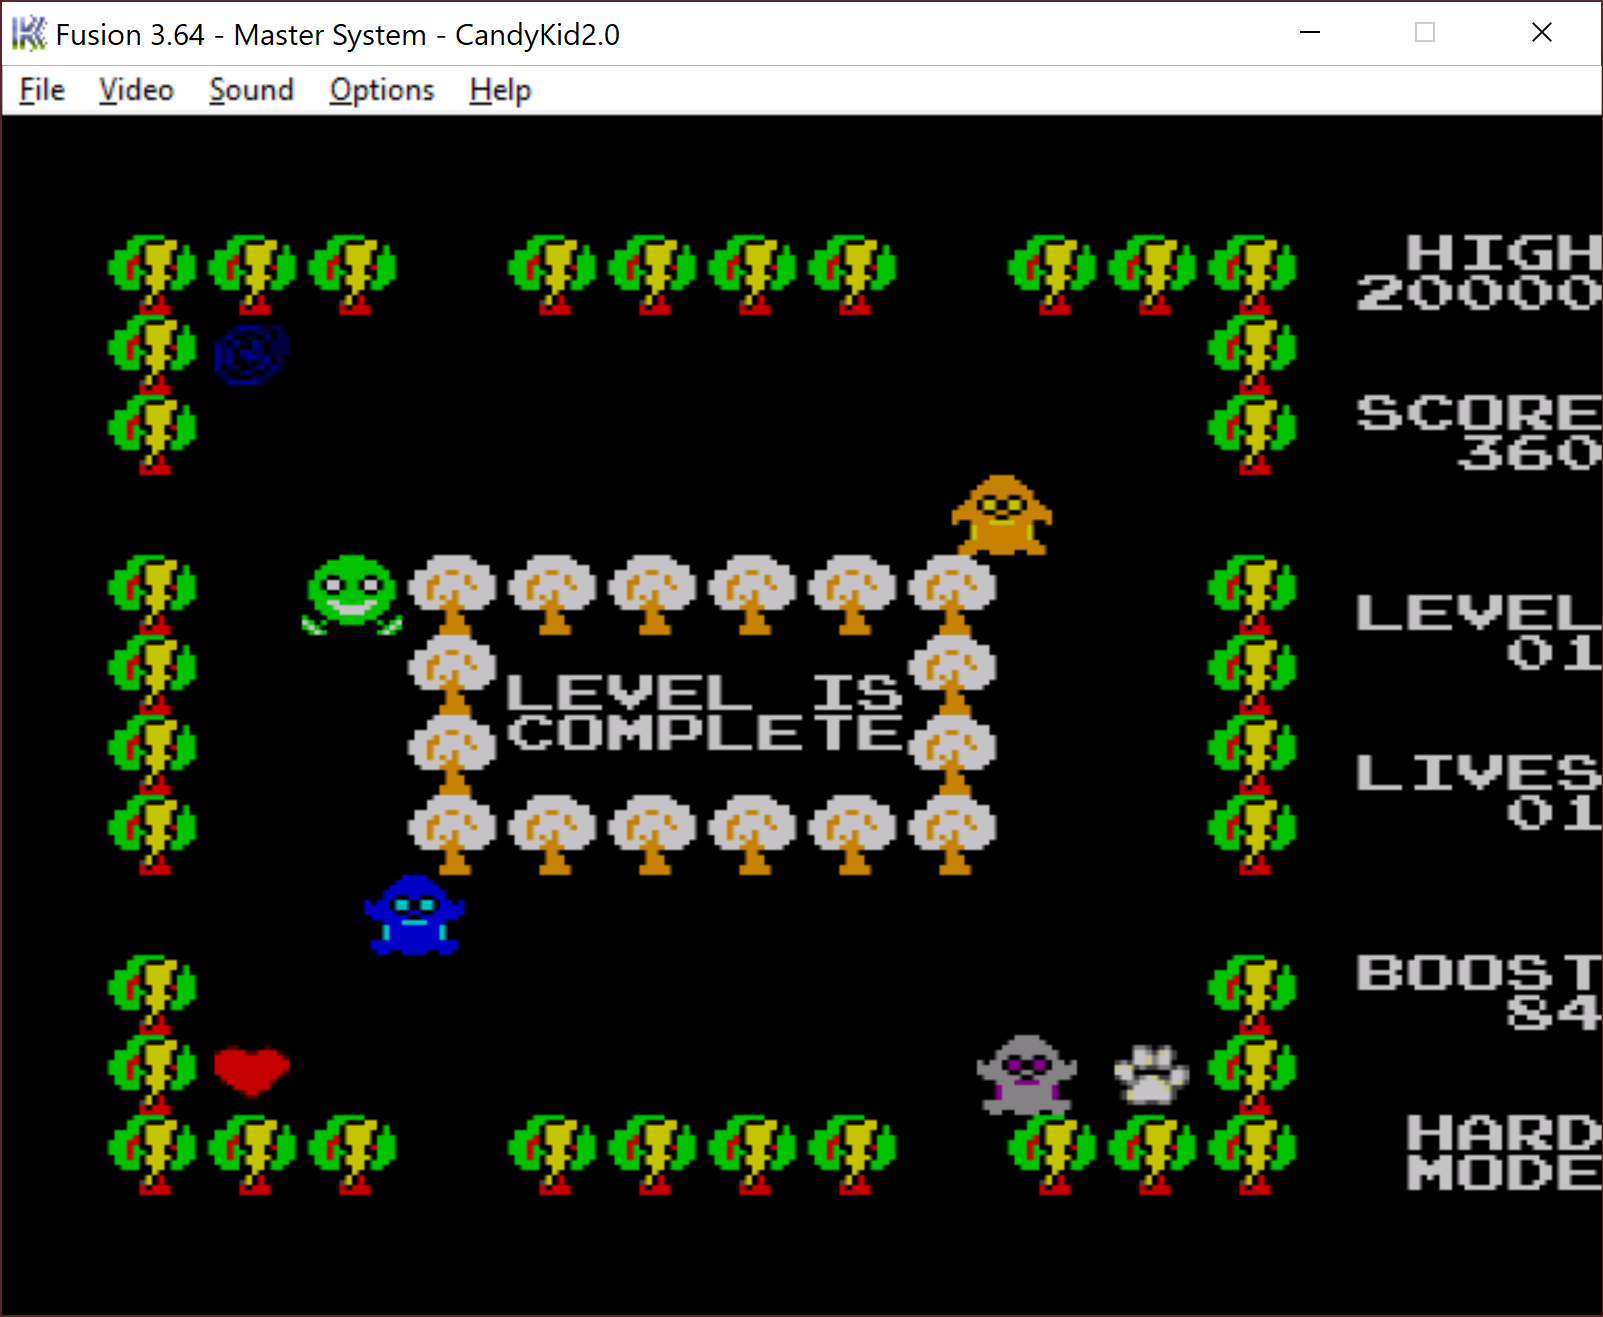 Fusion 3.64 - Master System - CandyKid2.0
File Video Sound Options Help
HIGH
20000
SCORE
360
LEVEL
01
LEVEL IS
COMPLETE
LIVES
01
BOOST
84
HARD
MODE